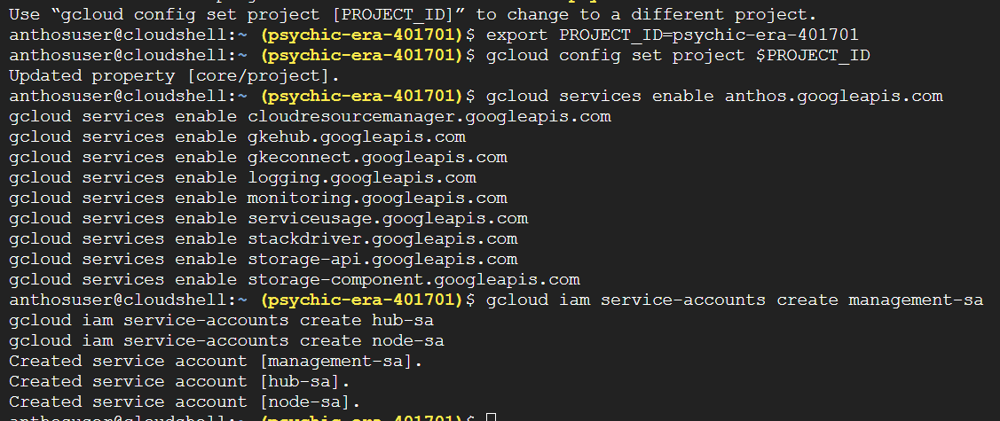 Use “gcloud config set project [PROJECT_ID]” to change to a different project.
anthosuser@cloudshell:~ (psychic-era-401701)$ export PROJECT_ID=psychic-era-401701
anthosuser@cloudshell:~ (psychic-era-401701)$ gcloud config set project $PROJECT_ID
Updated property [core/project].
anthosuser@cloudshell:~ (psychic-era-401701)$ gcloud services enable anthos.googleapis.com
gcloud services enable cloudresourcemanager.googleapis.com
gcloud services enable gkehub.googleapis.com
gcloud services enable gkeconnect.googleapis.com
gcloud services enable logging.googleapis.com
gcloud services enable monitoring.googleapis.com
gcloud services enable serviceusage.googleapis.com
gcloud services enable stackdriver.googleapis.com
gcloud services enable storage-api.googleapis.com
gcloud services enable storage-component.googleapis.com
anthosuser@cloudshell:~ (psychic-era-401701)$ gcloud iam service-accounts create management-sa
gcloud iam service-accounts create hub-sa
gcloud iam service-accounts create node-sa
Created service account [management-sa].
Created service account [hub-sa].
Created service account [node-sa].
anthosuser@cloudshell:~ (psychic-era-401701)$